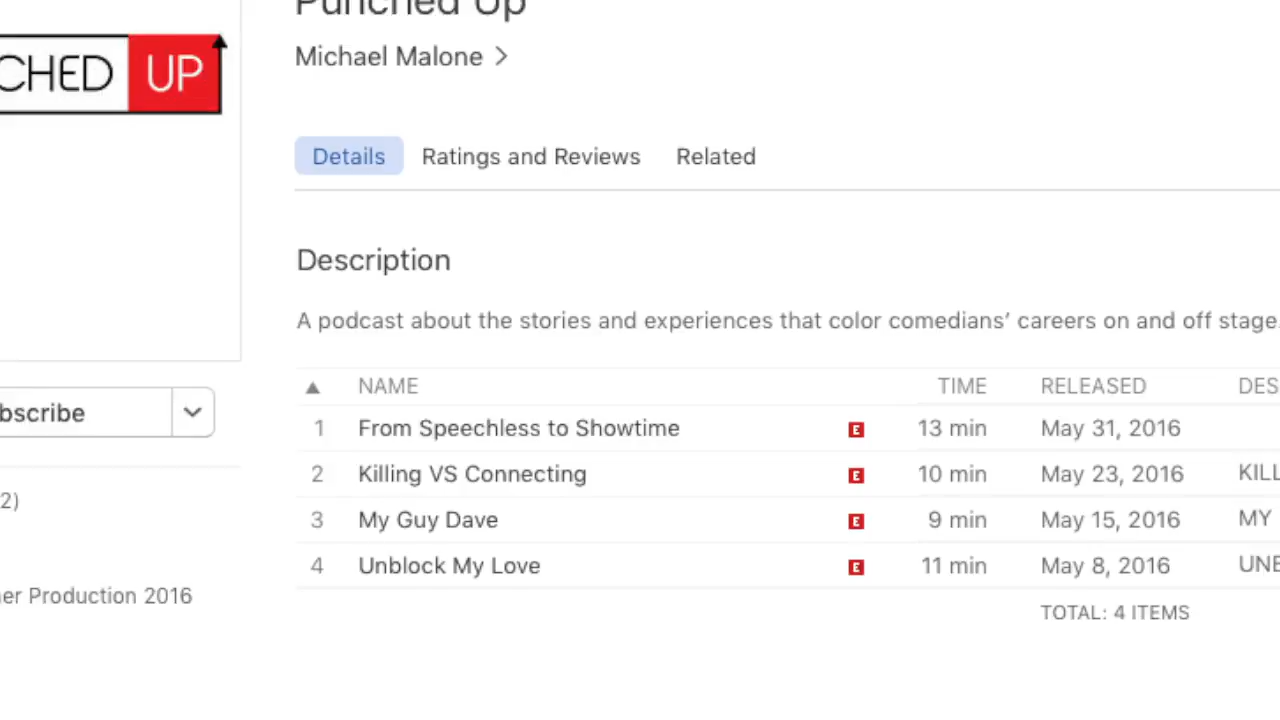 Punched Up
Michael Malone
CHED UP
Details Ratings and Reviews Related
Description
A podcast about the stories and experiences that color comedians’ careers on and off stage.
NAME TIME RELEASED DES
1 From Speechless to Showtime E 13 min May 31, 2016
2 Killing VS Connecting E 10 min May 23, 2016 KILL
3 My Guy Dave E 9 min May 15, 2016 MY
4 Unblock My Love E 11 min May 8, 2016 UNB
TOTAL: 4 ITEMS
bscribe
2)
er Production 2016